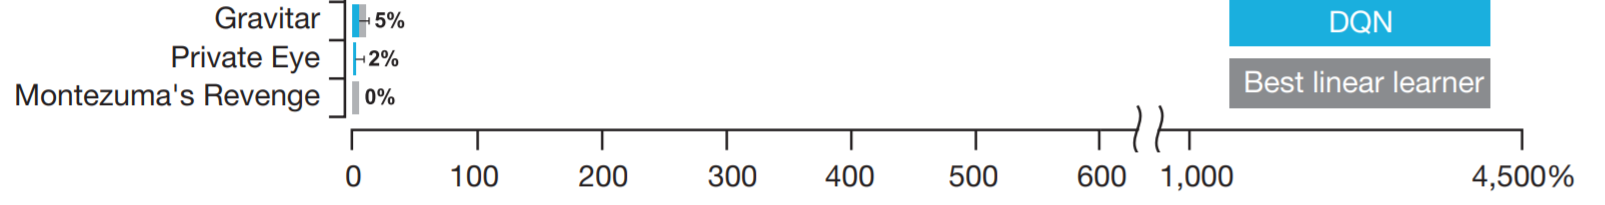 Gravitar 5%
DQN
Private Eye 2%
Best linear learner
Montezuma's Revenge 0%
0 100 200 300 400 500 600 1,000 4,500%